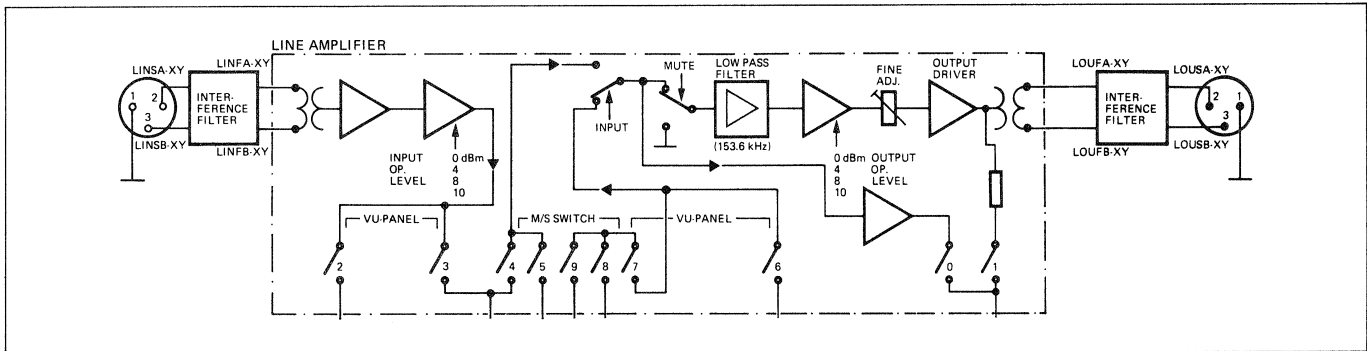 LINE AMPLIFIER
LINSA-XY
LINFA-XY
1
2
3
INTER-
FERENCE
FILTER
LINSB-XY
LINFB-XY
INPUT
OP.
LEVEL
0 dBm
4
8
10
INPUT
MUTE
LOW PASS
FILTER
(153.6 kHz)
FINE
ADJ.
OUTPUT
DRIVER
0 dBm
4
8
10
OUTPUT
OP.
LEVEL
LOUFA-XY
LOUSA-XY
INTER-
FERENCE
FILTER
2
1
3
LOUFB-XY
LOUSB-XY
VU-PANEL
M/S SWITCH
VU-PANEL
2
3
4
5
9
8
7
6
0
1